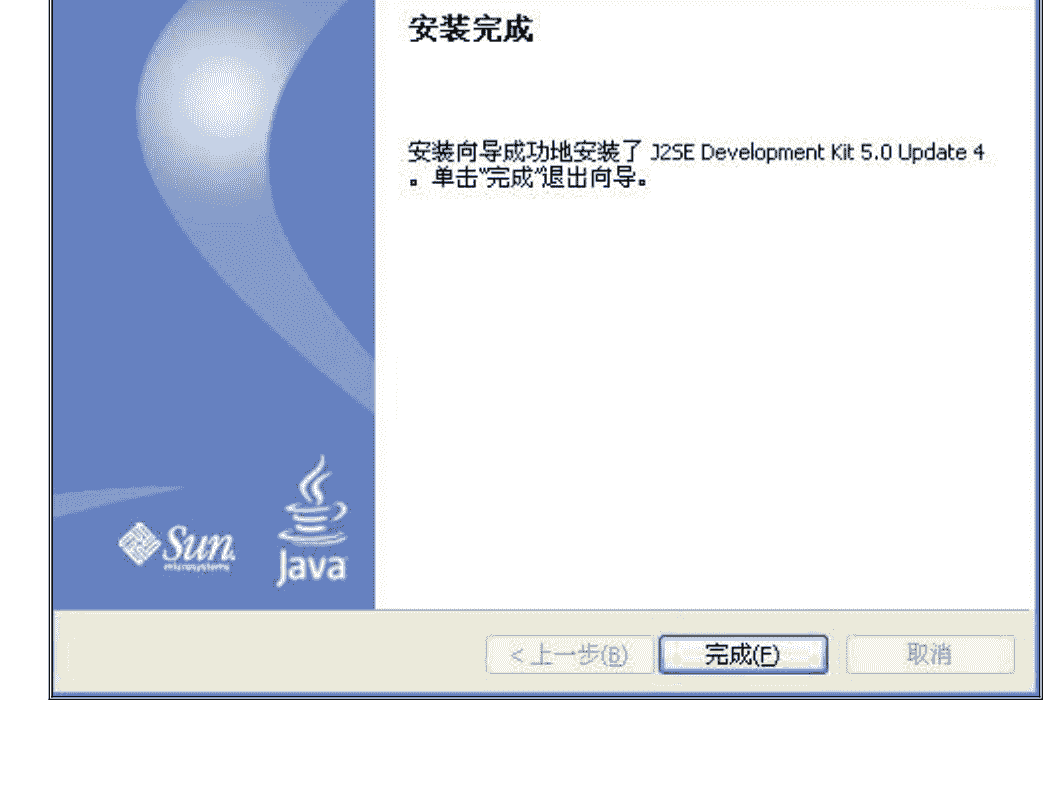 安装完成
安装向导成功地安装了 J2SE Development Kit 5.0 Update 4
。单击"完成"退出向导。
Sun
microsystems
Java
< 上一步(B)
完成(F)
取消